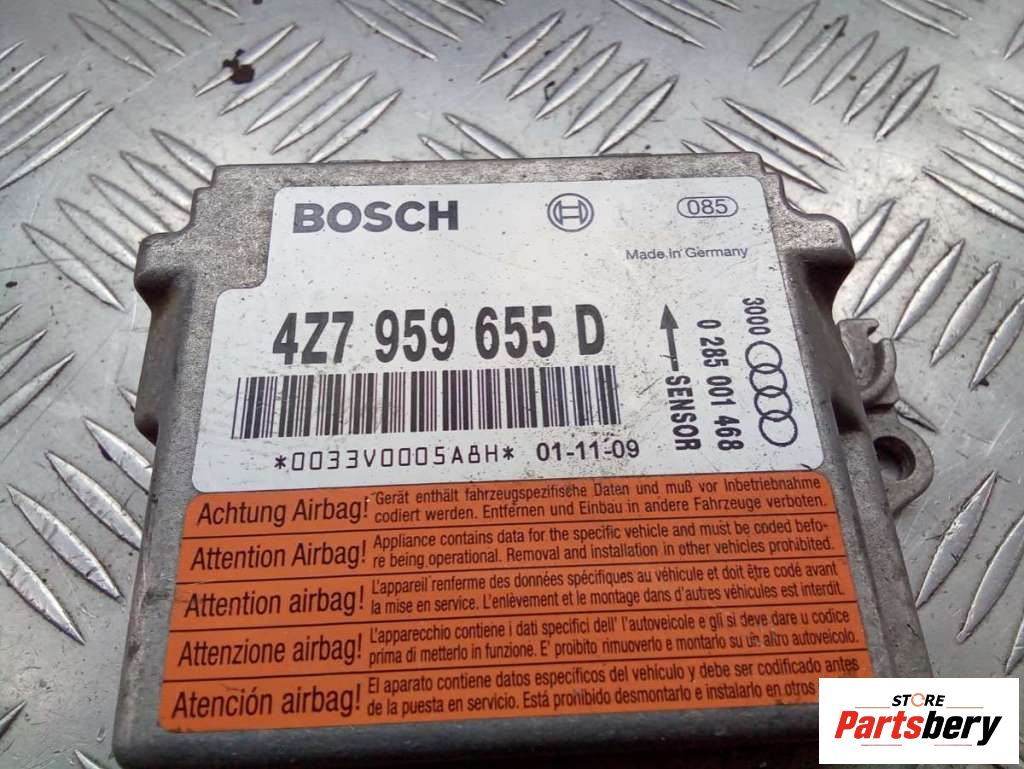 BOSCH
085
Made in Germany
4Z7 959 655 D
SENSOR
0 285 001 468
3000
*0033V0005A8H* 01-11-09
Achtung Airbag! Gerät enthält fahrzeugspezifische Daten und muß vor Inbetriebnahme
codiert werden. Entfernen und Einbau in andere Fahrzeuge verboten.
Attention Airbag! Appliance contains data for the specific vehicle and must be coded befo-
re being operational. Removal and installation in other vehicles prohibited.
Attention airbag! L'appareil renferme des données spécifiques au véhicule et doit être codé avant
la mise en service. L'enlèvement et le montage dans d'autres véhicules est interdit.
Attenzione airbag! L'apparecchio contiene i dati specifici dell' l'autoveicole e gli si deve dare u codice
prima di metterlo in funzione. E' proibito rimuoverlo e montarlo su un altro autoveicolo.
Atención airbag! El aparato contiene datos específicos del vehículo y debe ser codificado antes
de la puesta en servicio. Está prohibido desmontarlo e instalarlo en otros
STORE
Partsbery